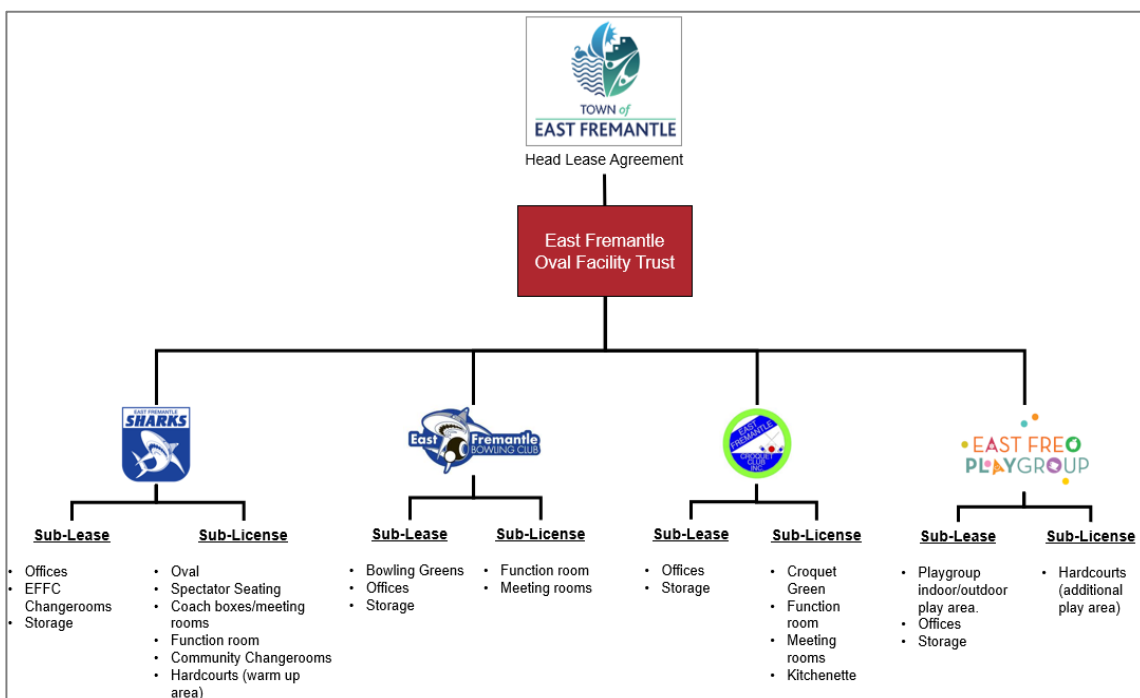 TOWN of
EAST FREMANTLE
Head Lease Agreement
East Fremantle
Oval Facility Trust
EAST FREMANTLE
SHARKS
East Fremantle
BOWLING CLUB
EAST
FREMANTLE
CROQUET
CLUB
INC
EAST FREO
PLAYGROUP
Sub-Lease
• Offices
• EFFC
Changerooms
• Storage
Sub-License
• Oval
• Spectator Seating
• Coach boxes/meeting
rooms
• Function room
• Community Changerooms
• Hardcourts (warm up
area)
Sub-Lease
• Bowling Greens
• Offices
• Storage
Sub-License
• Function room
• Meeting rooms
Sub-Lease
• Offices
• Storage
Sub-License
• Croquet
Green
• Function
room
• Meeting
rooms
• Kitchenette
Sub-Lease
• Playgroup
indoor/outdoor
play area.
• Offices
• Storage
Sub-License
• Hardcourts
(additional
play area)